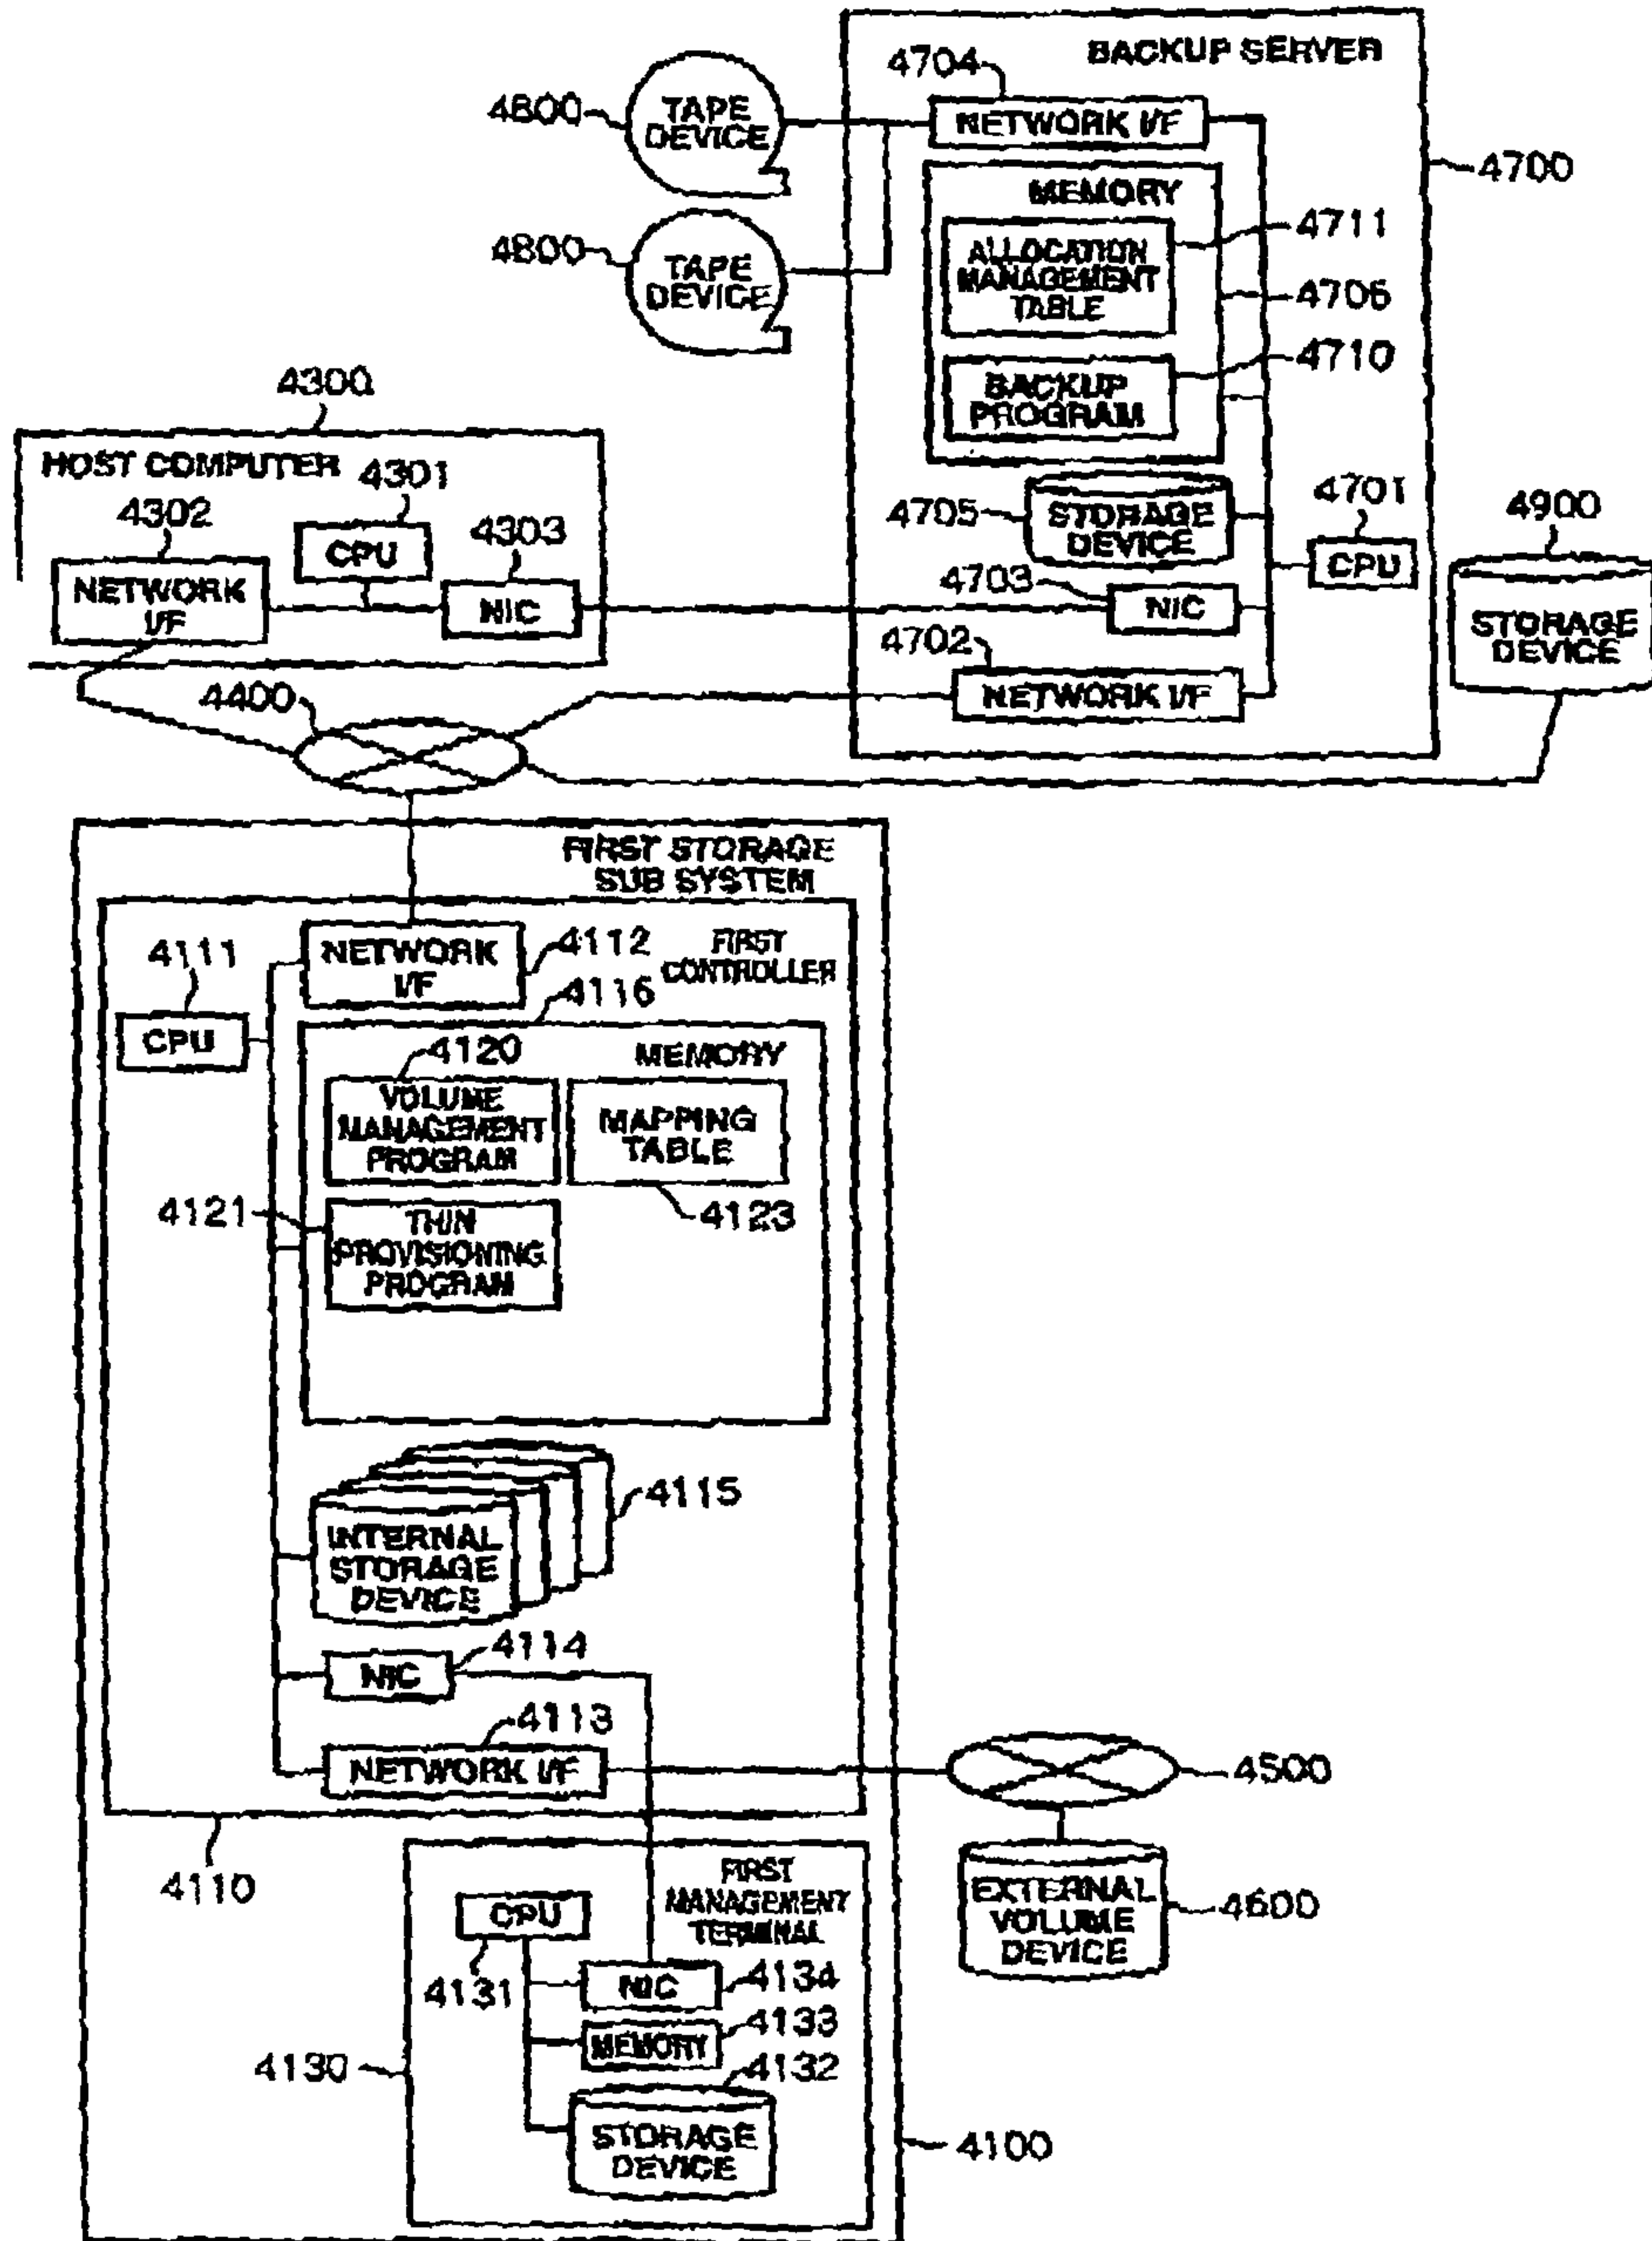 BACKUP SERVER
4704
4800
TAPE
DEVICE
NETWORK I/F
4700
MEMORY
4711
ALLOCATION
MANAGEMENT
TABLE
4800
TAPE
DEVICE
4706
4710
BACKUP
PROGRAM
4300
HOST COMPUTER
4301
4302
CPU
4303
NETWORK
I/F
NIC
4705
STORAGE
DEVICE
4701
CPU
4900
STORAGE
DEVICE
4703
NIC
4702
NETWORK I/F
4400
FIRST STORAGE
SUB SYSTEM
4111
CPU
NETWORK
I/F
4112
FIRST
CONTROLLER
4116
4120
MEMORY
VOLUME
MANAGEMENT
PROGRAM
MAPPING
TABLE
4121
4123
THIN
PROVISIONING
PROGRAM
4115
INTERNAL
STORAGE
DEVICE
4114
NIC
4113
NETWORK I/F
4500
4110
FIRST
MANAGEMENT
TERMINAL
CPU
4131
EXTERNAL
VOLUME
DEVICE
4600
NIC
4134
4133
MEMORY
4130
4132
STORAGE
DEVICE
4100